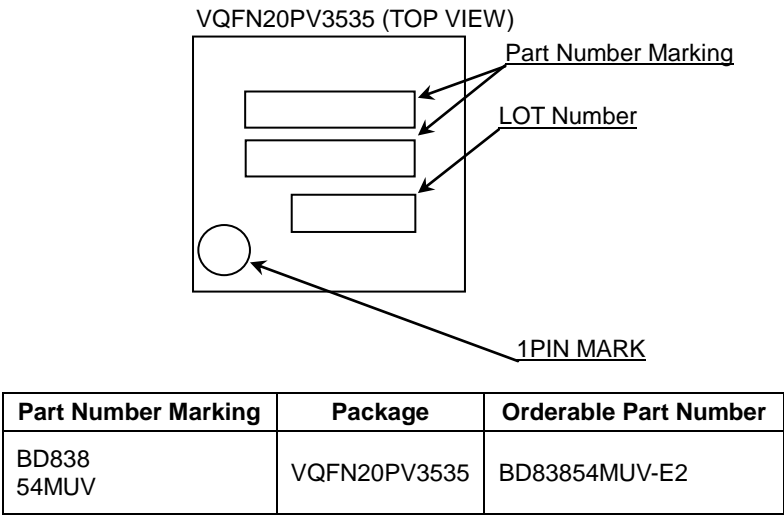 VQFN20PV3535 (TOP VIEW)
Part Number Marking
LOT Number
1PIN MARK
Part Number Marking Package Orderable Part Number
BD838
54MUV VQFN20PV3535 BD83854MUV-E2